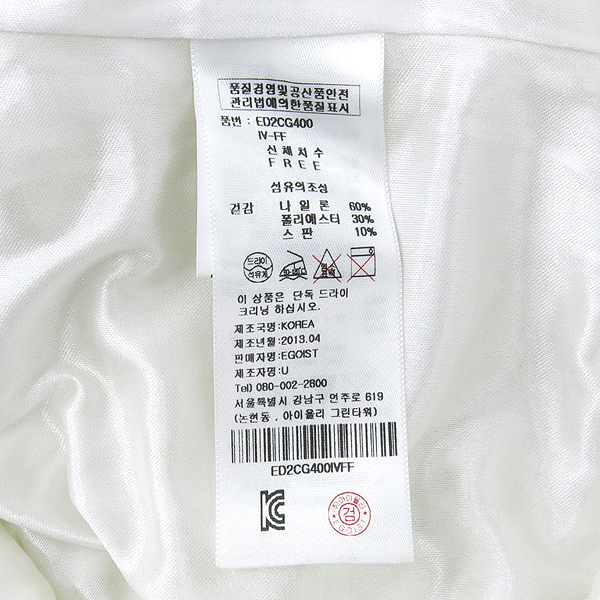 품질경영및공산품안전
관리법에의한품질표시
품번 : ED2CG400
IV-FF
신체치수
FREE
섬유의조성
겉감 나일론 60%
폴리에스터 30%
스판 10%
드라이
석유계
이 상품은 단독 드라이
크리닝 하십시오.
제조국명:KOREA
제조년월:2013.04
판매자명:EGOIST
제조자명:U
Tel) 080-002-2800
서울특별시 강남구 언주로 619
(논현동 , 아이올리 그린타워)
ED2CG400IVFF
검
EGOIST